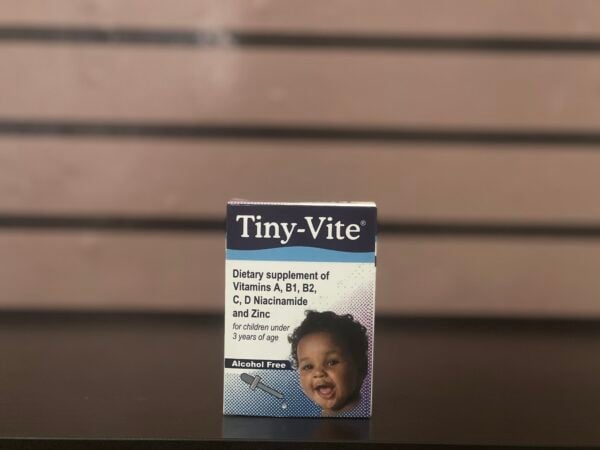 Tiny-Vite®
Dietary supplement of
Vitamins A, B1, B2,
C, D Niacinamide
and Zinc
for children under
3 years of age
Alcohol Free